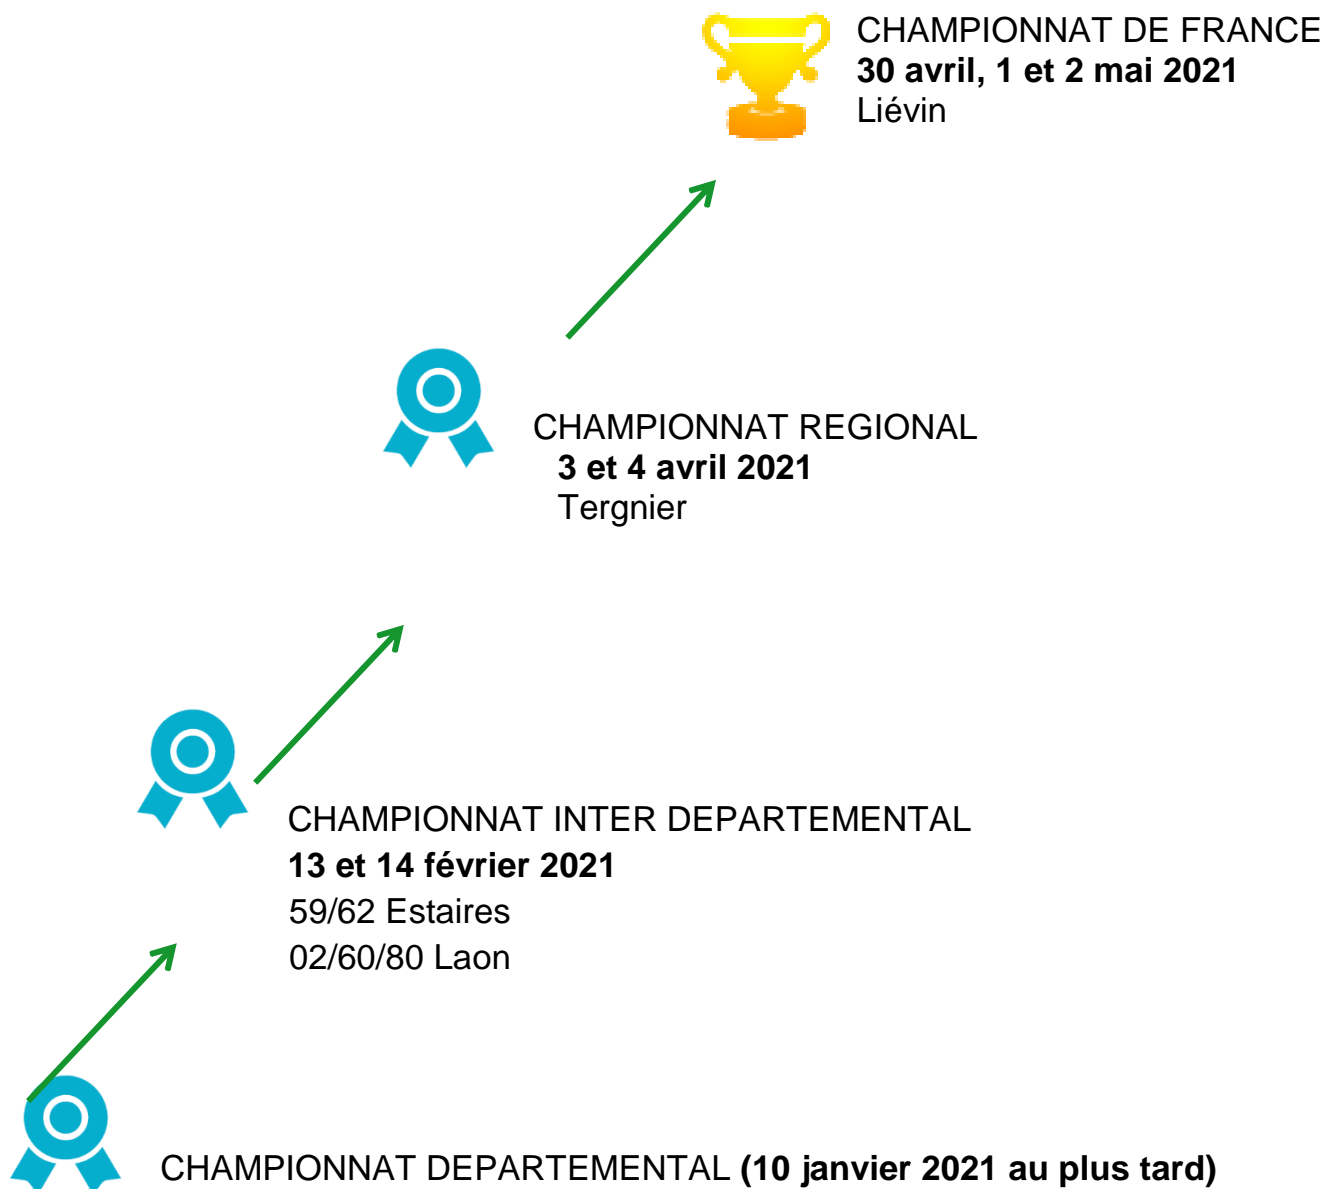 CHAMPIONNAT DE FRANCE
30 avril, 1 et 2 mai 2021
Liévin
CHAMPIONNAT REGIONAL
3 et 4 avril 2021
Tergnier
CHAMPIONNAT INTER DEPARTEMENTAL
13 et 14 février 2021
59/62 Estaires
02/60/80 Laon
CHAMPIONNAT DEPARTEMENTAL (10 janvier 2021 au plus tard)